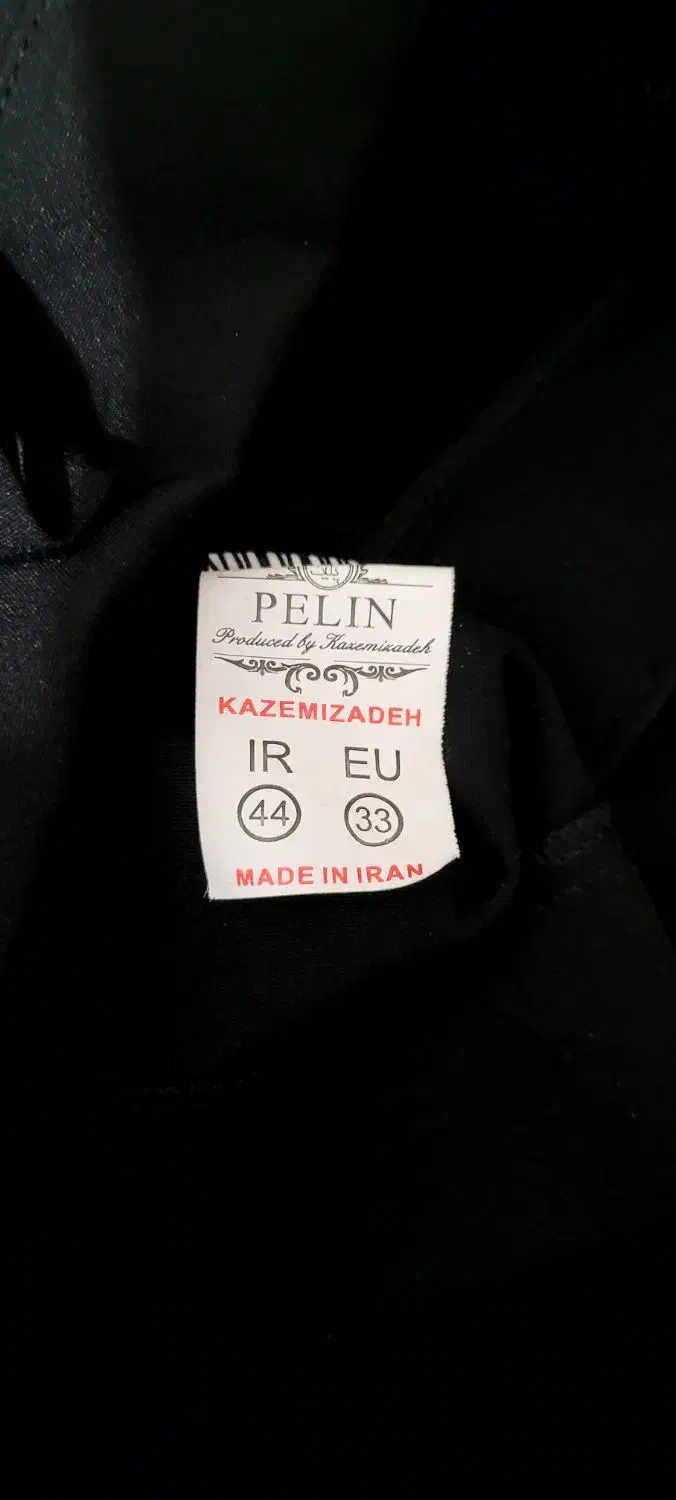 PELIN
Produced by Kazemizadeh
KAZEMIZADEH
IR EU
44 33
MADE IN IRAN